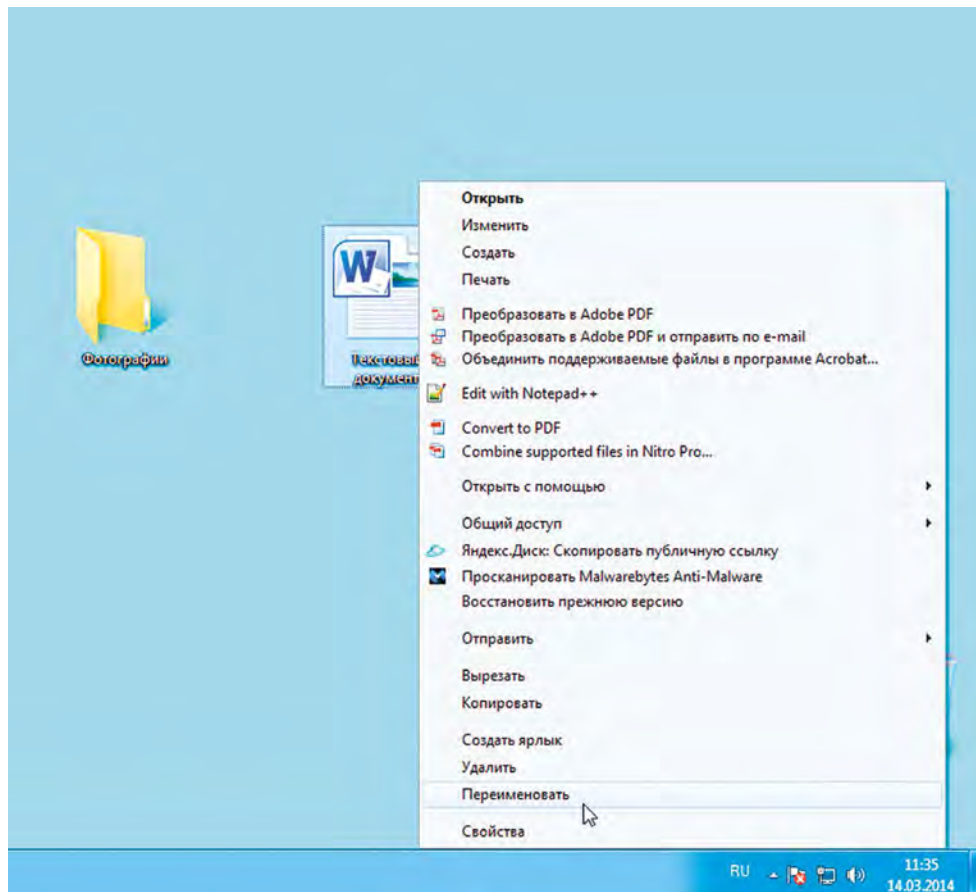 Фотографии
Текстовый
документ
Открыть
Изменить
Создать
Печать
Преобразовать в Adobe PDF
Преобразовать в Adobe PDF и отправить по e-mail
Объединить поддерживаемые файлы в программе Acrobat...
Edit with Notepad++
Convert to PDF
Combine supported files in Nitro Pro...
Открыть с помощью
Общий доступ
Яндекс.Диск: Скопировать публичную ссылку
Просканировать Malwarebytes Anti-Malware
Восстановить прежнюю версию
Отправить
Вырезать
Копировать
Создать ярлык
Удалить
Переименовать
Свойства
RU
11:35
14.03.2014